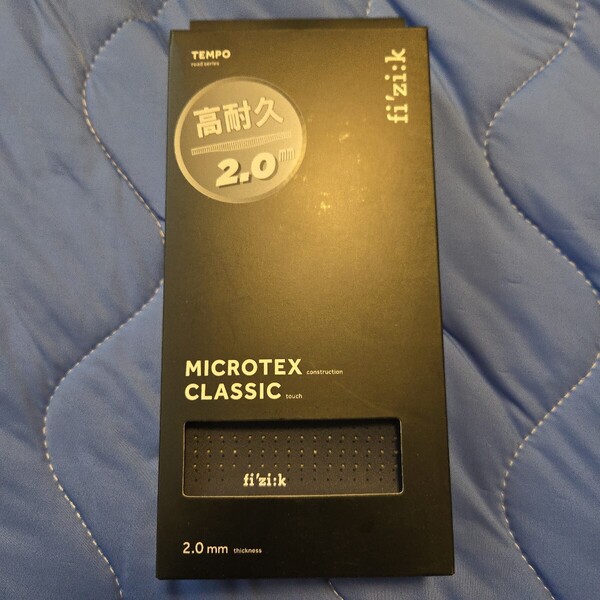 TEMPO
road series
fi'zi:k
高耐久
2.0mm
MICROTEX construction
CLASSIC touch
fi'zi:k
2.0 mm thickness